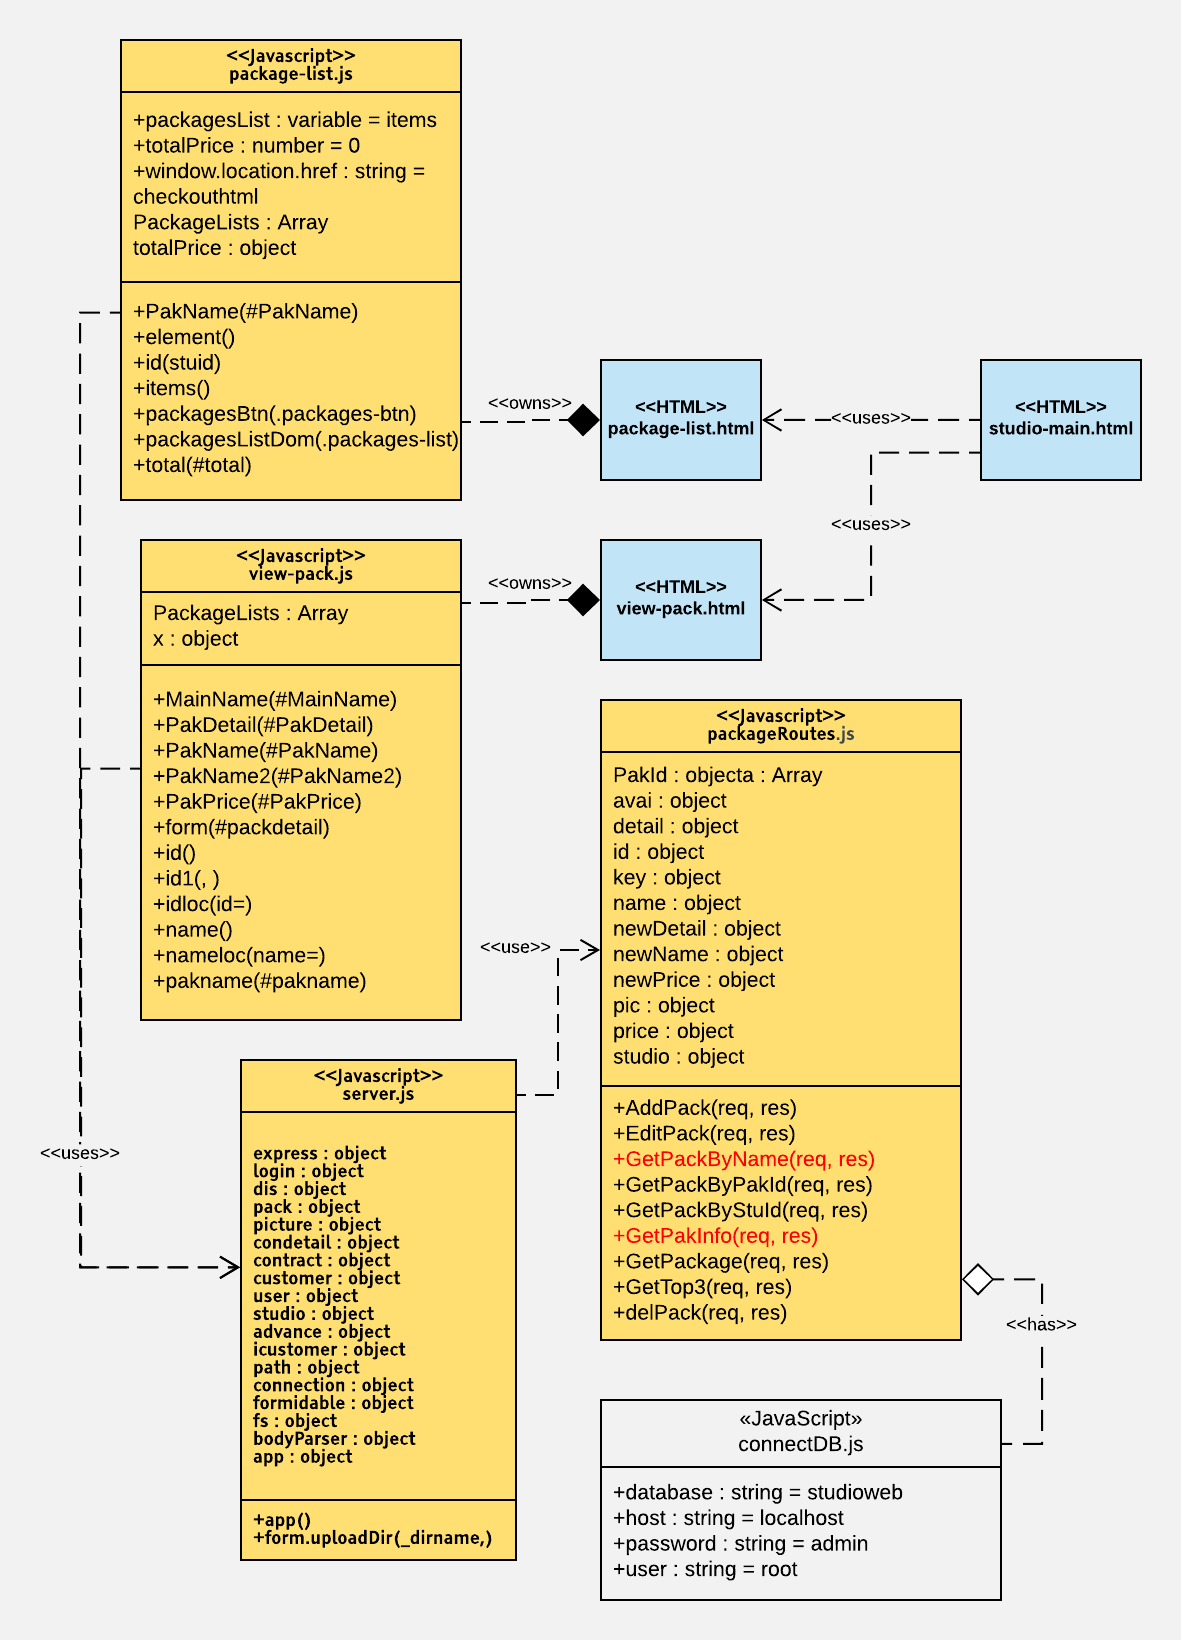 <<Javascript>>
package-list.js
+packagesList : variable = items
+totalPrice : number = 0
+window.location.href : string =
checkouthtml
PackageLists : Array
totalPrice : object
+PakName(#PakName)
+element()
+id(stuid)
+items()
+packagesBtn(.packages-btn)
+packagesListDom(.packages-list)
+total(#total)
<<owns>>
<<HTML>>
package-list.html
<<uses>>
<<HTML>>
studio-main.html
<<uses>>
<<Javascript>>
view-pack.js
PackageLists : Array
x : object
+MainName(#MainName)
+PakDetail(#PakDetail)
+PakName(#PakName)
+PakName2(#PakName2)
+PakPrice(#PakPrice)
+form(#packdetail)
+id()
+id1(, )
+idloc(id=)
+name()
+nameloc(name=)
+pakname(#pakname)
<<owns>>
<<HTML>>
view-pack.html
<<Javascript>>
packageRoutes.js
PakId : objecta : Array
avai : object
detail : object
id : object
key : object
name : object
newDetail : object
newName : object
newPrice : object
pic : object
price : object
studio : object
+AddPack(req, res)
+EditPack(req, res)
+GetPackByName(req, res)
+GetPackByPakId(req, res)
+GetPackByStuId(req, res)
+GetPakInfo(req, res)
+GetPackage(req, res)
+GetTop3(req, res)
+delPack(req, res)
<<use>>
<<uses>>
<<Javascript>>
server.js
express : object
login : object
dis : object
pack : object
picture : object
condetail : object
contract : object
customer : object
user : object
studio : object
advance : object
icustomer : object
path : object
connection : object
formidable : object
fs : object
bodyParser : object
app : object
+app()
+form.uploadDir(_dirname,)
<<has>>
«JavaScript»
connectDB.js
+database : string = studioweb
+host : string = localhost
+password : string = admin
+user : string = root